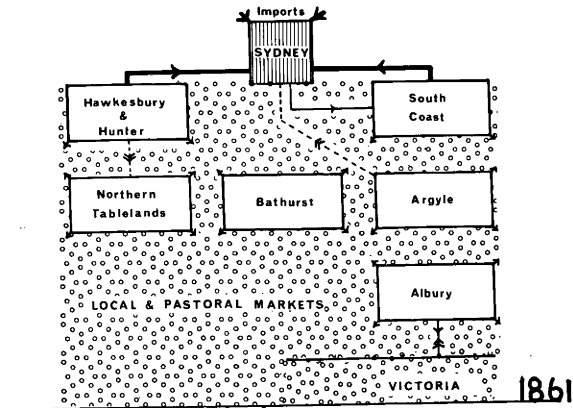 Imports
SYDNEY
Hawkesbury
&
Hunter
South
Coast
Northern
Tablelands
Bathurst
Argyle
LOCAL & PASTORAL MARKETS
Albury
VICTORIA
1861